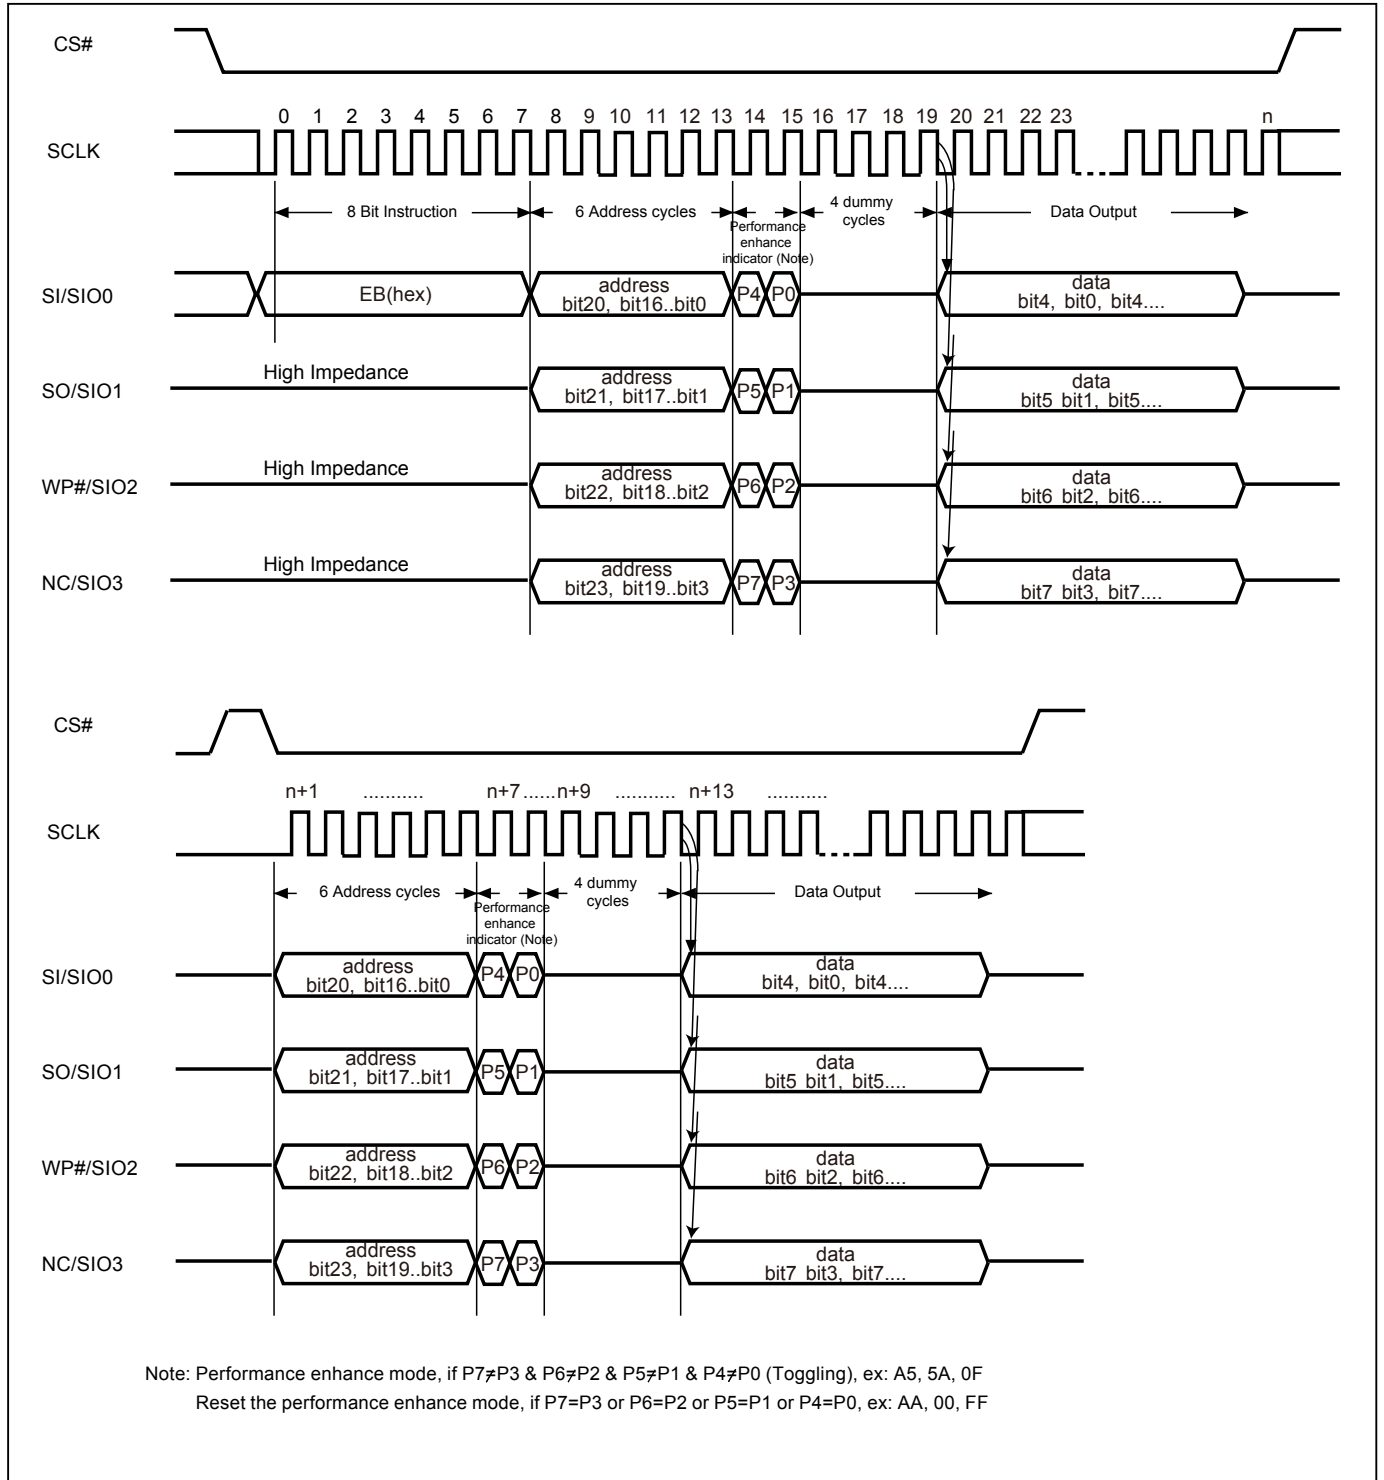 CS#
0 1 2 3 4 5 6 7 8 9 10 11 12 13 14 15 16 17 18 19 20 21 22 23 n
SCLK
8 Bit Instruction
6 Address cycles
Performance
enhance
indicator (Note)
4 dummy
cycles
Data Output
SI/SIO0
EB(hex)
address
bit20, bit16..bit0
P4 P0
data
bit4, bit0, bit4....
SO/SIO1
High Impedance
address
bit21, bit17..bit1
P5 P1
data
bit5 bit1, bit5....
WP#/SIO2
High Impedance
address
bit22, bit18..bit2
P6 P2
data
bit6 bit2, bit6....
NC/SIO3
High Impedance
address
bit23, bit19..bit3
P7 P3
data
bit7 bit3, bit7....
CS#
n+1 ........... n+7......n+9 ........... n+13 ...........
SCLK
6 Address cycles
Performance
enhance
indicator (Note)
4 dummy
cycles
Data Output
SI/SIO0
address
bit20, bit16..bit0
P4 P0
data
bit4, bit0, bit4....
SO/SIO1
address
bit21, bit17..bit1
P5 P1
data
bit5 bit1, bit5....
WP#/SIO2
address
bit22, bit18..bit2
P6 P2
data
bit6 bit2, bit6....
NC/SIO3
address
bit23, bit19..bit3
P7 P3
data
bit7 bit3, bit7....
Note: Performance enhance mode, if P7≠P3 & P6≠P2 & P5≠P1 & P4≠P0 (Toggling), ex: A5, 5A, 0F
Reset the performance enhance mode, if P7=P3 or P6=P2 or P5=P1 or P4=P0, ex: AA, 00, FF